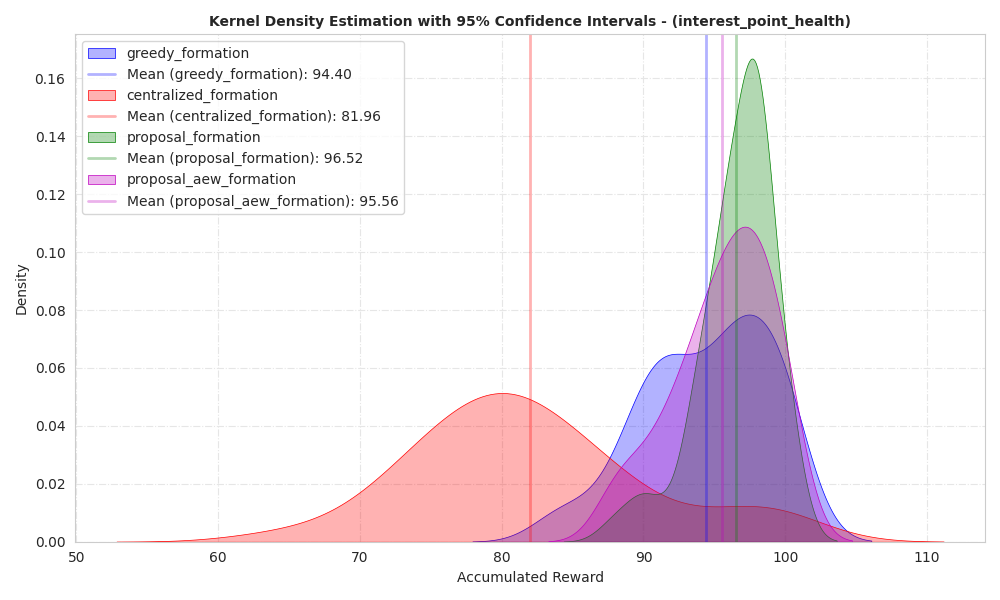 Kernel Density Estimation with 95% Confidence Intervals - (interest_point_health)
greedy_formation
Mean (greedy_formation): 94.40
centralized_formation
Mean (centralized_formation): 81.96
proposal_formation
Mean (proposal_formation): 96.52
proposal_aew_formation
Mean (proposal_aew_formation): 95.56
Density
0.16
0.14
0.12
0.10
0.08
0.06
0.04
0.02
0.00
50 60 70 80 90 100 110
Accumulated Reward